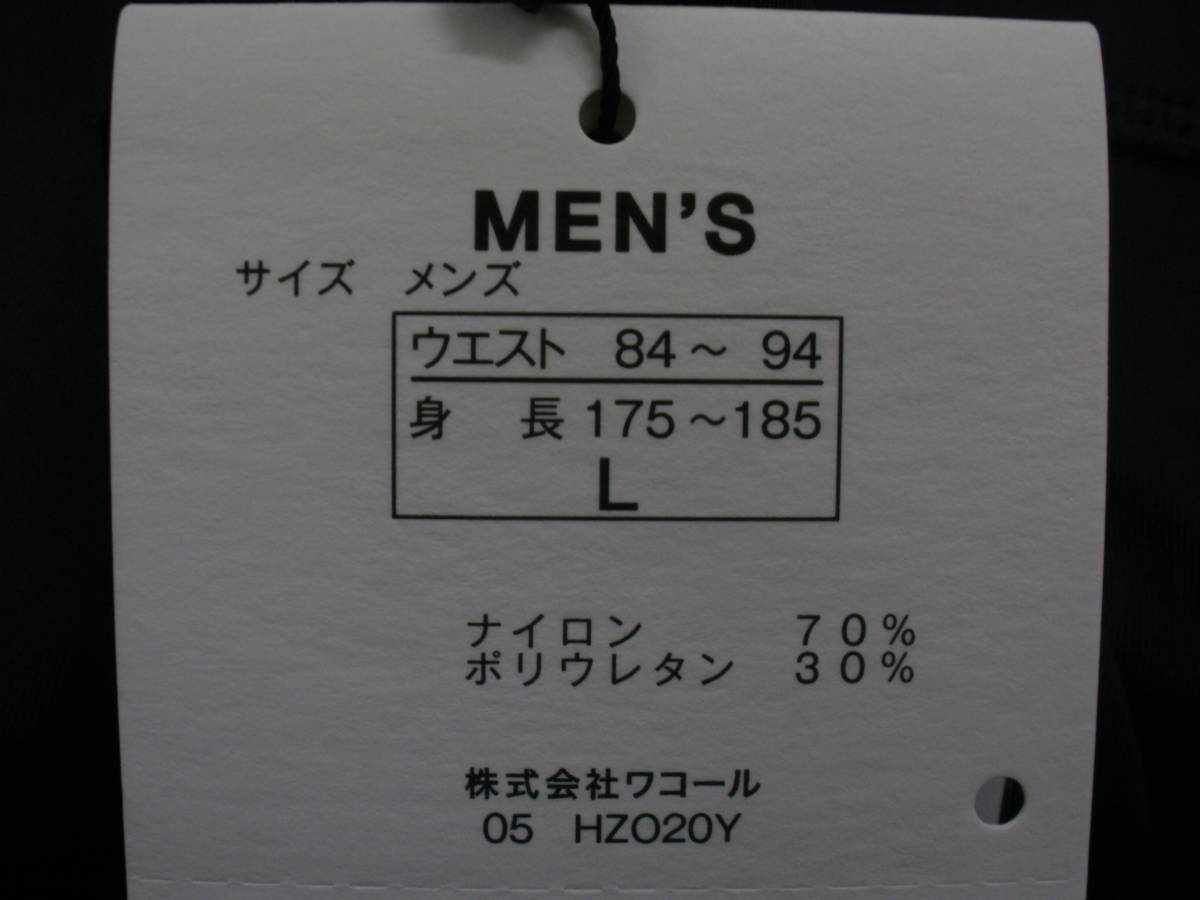 MEN'S
サイズ メンズ
ウエスト 84～ 94
身 長 175～185
L
ナイロン 70%
ポリウレタン 30%
株式会社ワコール
05 HZO20Y